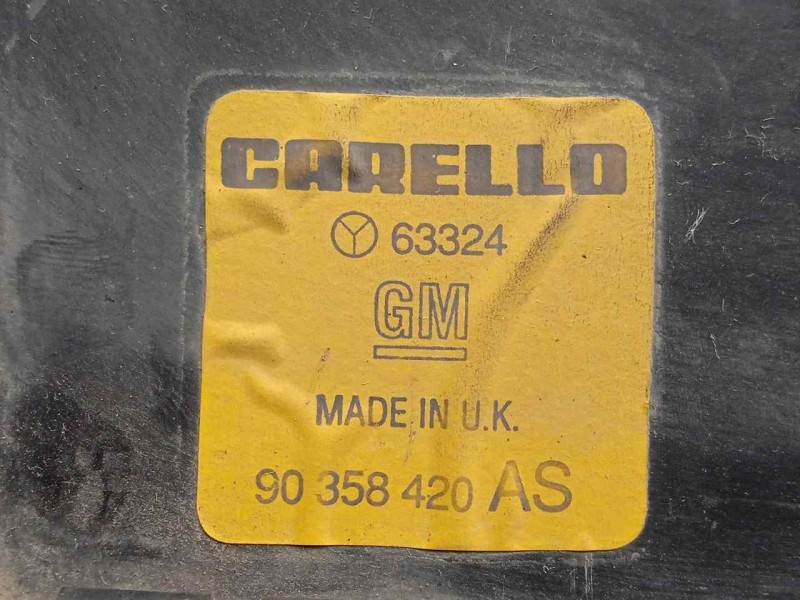 CARELLO
63324
GM
MADE IN U.K.
90 358 420 AS